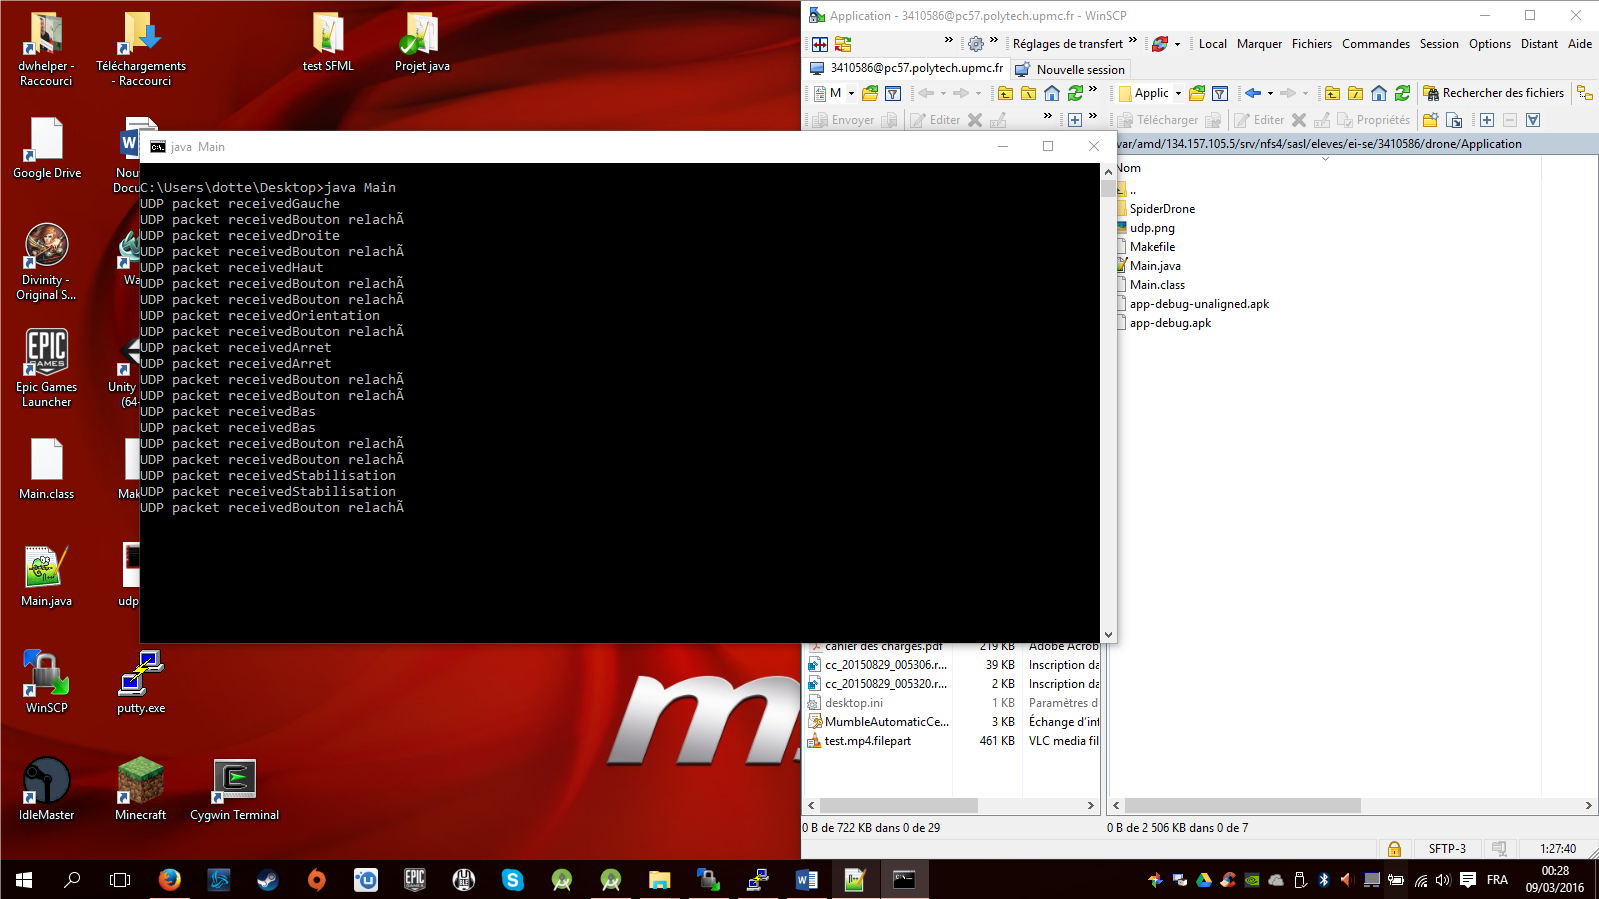 dwhelper -
Raccourci
Téléchargements
- Raccourci
test SFML
Projet java
Google Drive
Nou
Docu
Divinity -
Original S...
Wa
Epic Games
Launcher
Unity
(64-
Main.class
Mak
Main.java
udp
WinSCP
putty.exe
IdleMaster
Minecraft
Cygwin Terminal
java Main
C:\Users\dotte\Desktop>java Main
UDP packet receivedGauche
UDP packet receivedBouton relachÃ
UDP packet receivedDroite
UDP packet receivedBouton relachÃ
UDP packet receivedHaut
UDP packet receivedBouton relachÃ
UDP packet receivedBouton relachÃ
UDP packet receivedOrientation
UDP packet receivedBouton relachÃ
UDP packet receivedArret
UDP packet receivedArret
UDP packet receivedBouton relachÃ
UDP packet receivedBouton relachÃ
UDP packet receivedBas
UDP packet receivedBas
UDP packet receivedBouton relachÃ
UDP packet receivedBouton relachÃ
UDP packet receivedStabilisation
UDP packet receivedStabilisation
UDP packet receivedBouton relachÃ
Application - 3410586@pc57.polytech.upmc.fr - WinSCP
Réglages de transfert
Local Marquer Fichiers Commandes Session Options Distant Aide
3410586@pc57.polytech.upmc.fr Nouvelle session
M Applic Rechercher des fichiers
Envoyer Editer Télécharger Editer Propriétés
var/amd/134.157.105.5/srv/nfs4/sasl/eleves/ei-se/3410586/drone/Application
Nom
..
SpiderDrone
udp.png
Makefile
Main.java
Main.class
app-debug-unaligned.apk
app-debug.apk
cahier des charges.pdf 219 KB Adobe Acrob
cc_20150829_005306.r... 39 KB Inscription da
cc_20150829_005320.r... 2 KB Inscription da
desktop.ini 1 KB Paramètres d
MumbleAutomaticCe... 3 KB Échange d'inf
test.mp4.filepart 461 KB VLC media fil
0 B de 722 KB dans 0 de 29
0 B de 2 506 KB dans 0 de 7
SFTP-3 1:27:40
EPIC GAMES
FRA
00:28
09/03/2016